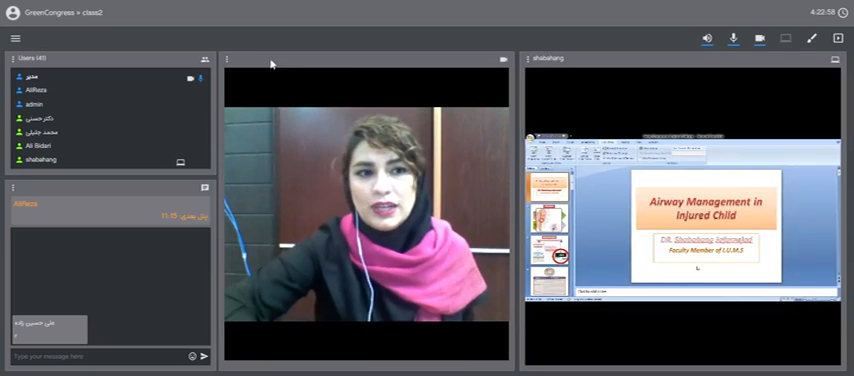 GreenCongress » class2
4:22:58
Users (41)
مدیر
AliReza
admin
دکتر حسنی
محمد جلیلی
Ali Bidari
shabahang
AliReza
پنل بعدی: 11:15
علی حسین زاده
۲
Type your message here
shabahang
Airway Management in
Injured Child
DR. Shabahang Jafarnejad
Faculty Member of I.U.M.S